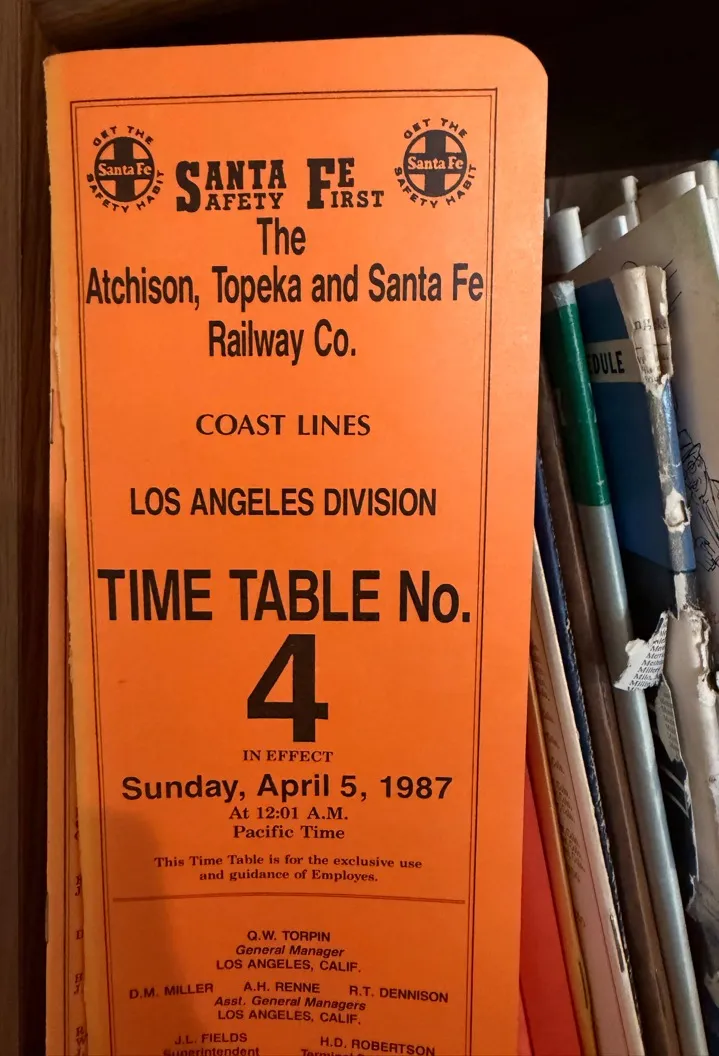 GET THE
Santa Fe
SAFETY HABIT
GET THE
Santa Fe
SAFETY HABIT
SANTA FE
SAFETY FIRST
The
Atchison, Topeka and Santa Fe
Railway Co.
COAST LINES
LOS ANGELES DIVISION
TIME TABLE No.
4
IN EFFECT
Sunday, April 5, 1987
At 12:01 A.M.
Pacific Time
This Time Table is for the exclusive use
and guidance of Employes.
Q.W. TORPIN
General Manager
LOS ANGELES, CALIF.
D.M. MILLER A.H. RENNE R.T. DENNISON
Asst. General Managers
LOS ANGELES, CALIF.
J.L. FIELDS H.D. ROBERTSON
Superintendent
EDULE